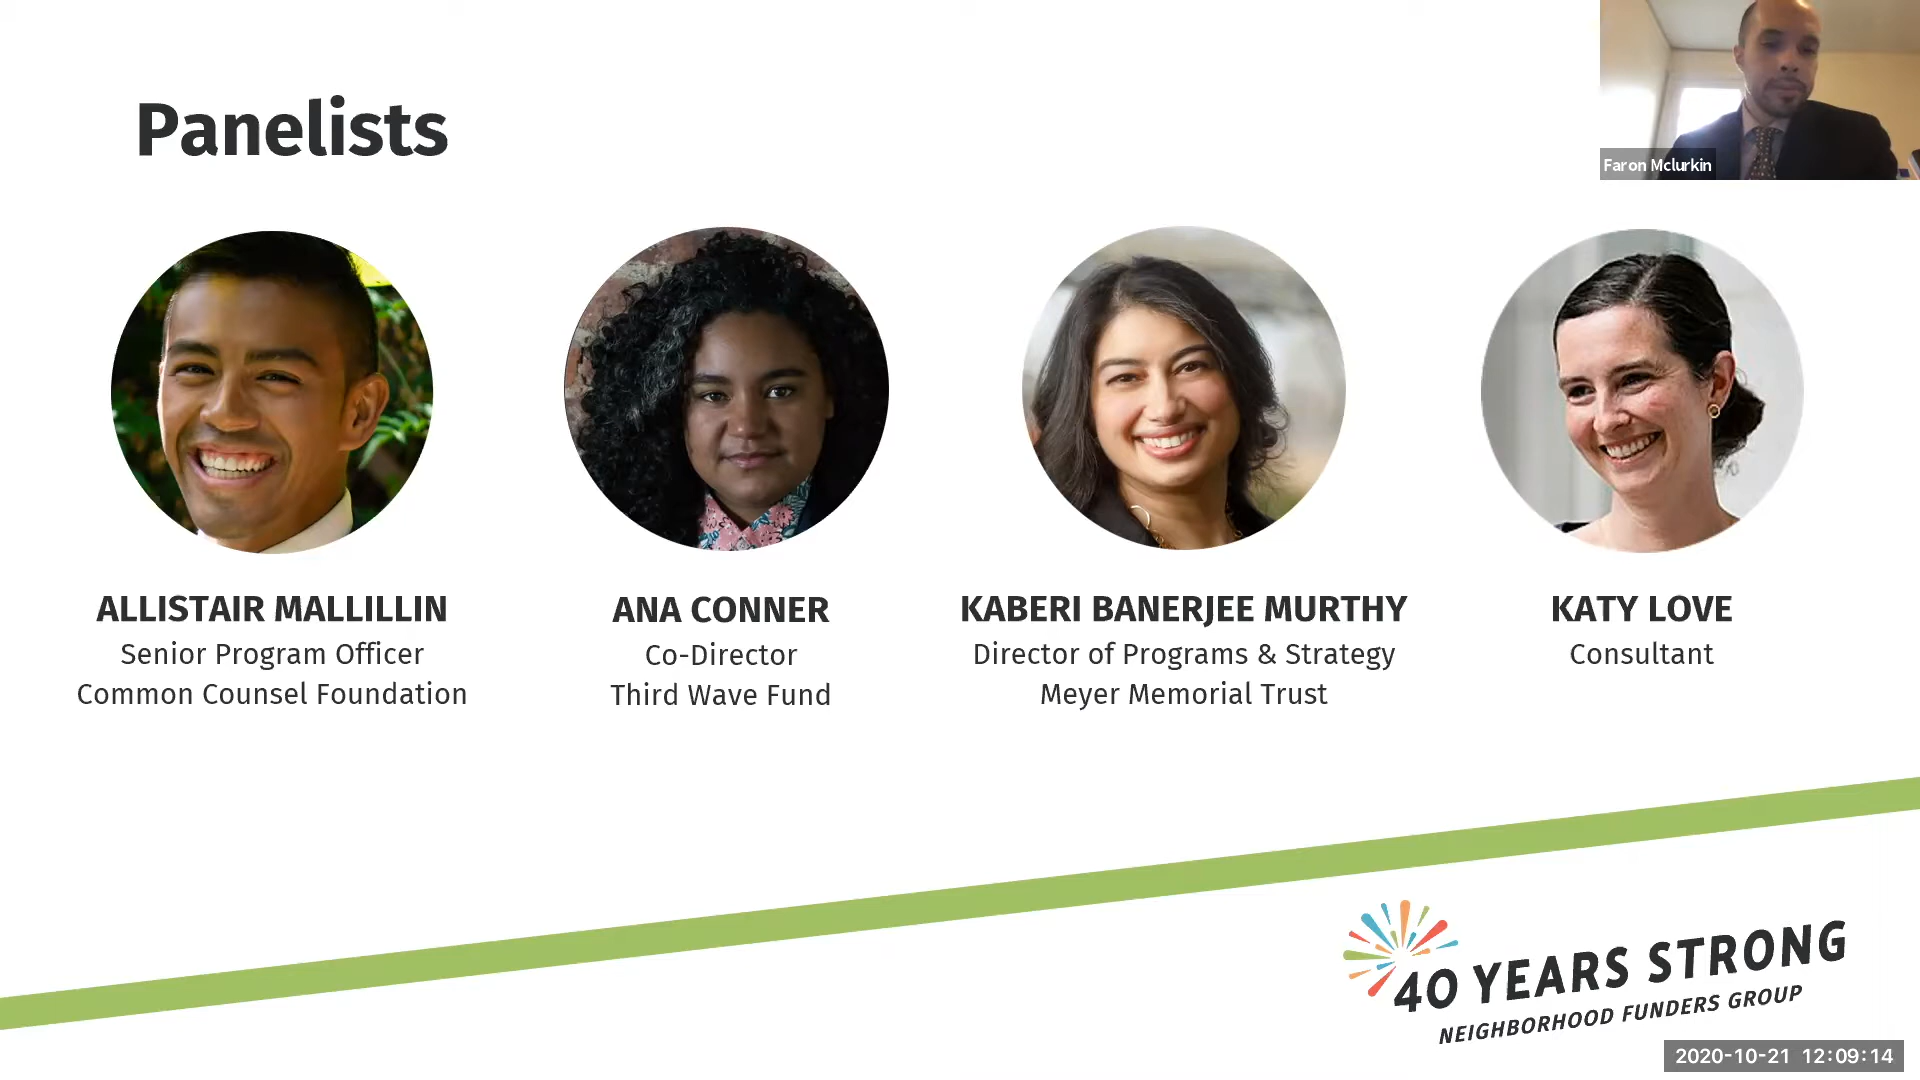 Panelists
Faron Mclurkin
ALLISTAIR MALLILLIN
Senior Program Officer
Common Counsel Foundation
ANA CONNER
Co-Director
Third Wave Fund
KABERI BANERJEE MURTHY
Director of Programs & Strategy
Meyer Memorial Trust
KATY LOVE
Consultant
40 YEARS STRONG
NEIGHBORHOOD FUNDERS GROUP
2020-10-21 12:09:14